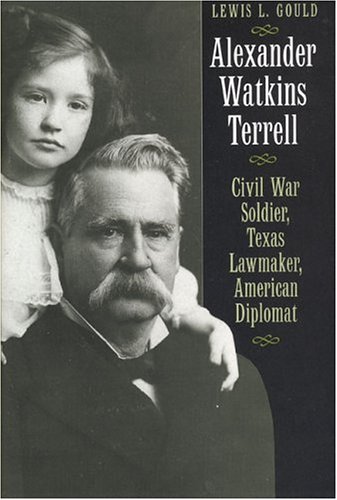 LEWIS L. GOULD
Alexander
Watkins
Terrell
Civil War
Soldier,
Texas
Lawmaker,
American
Diplomat